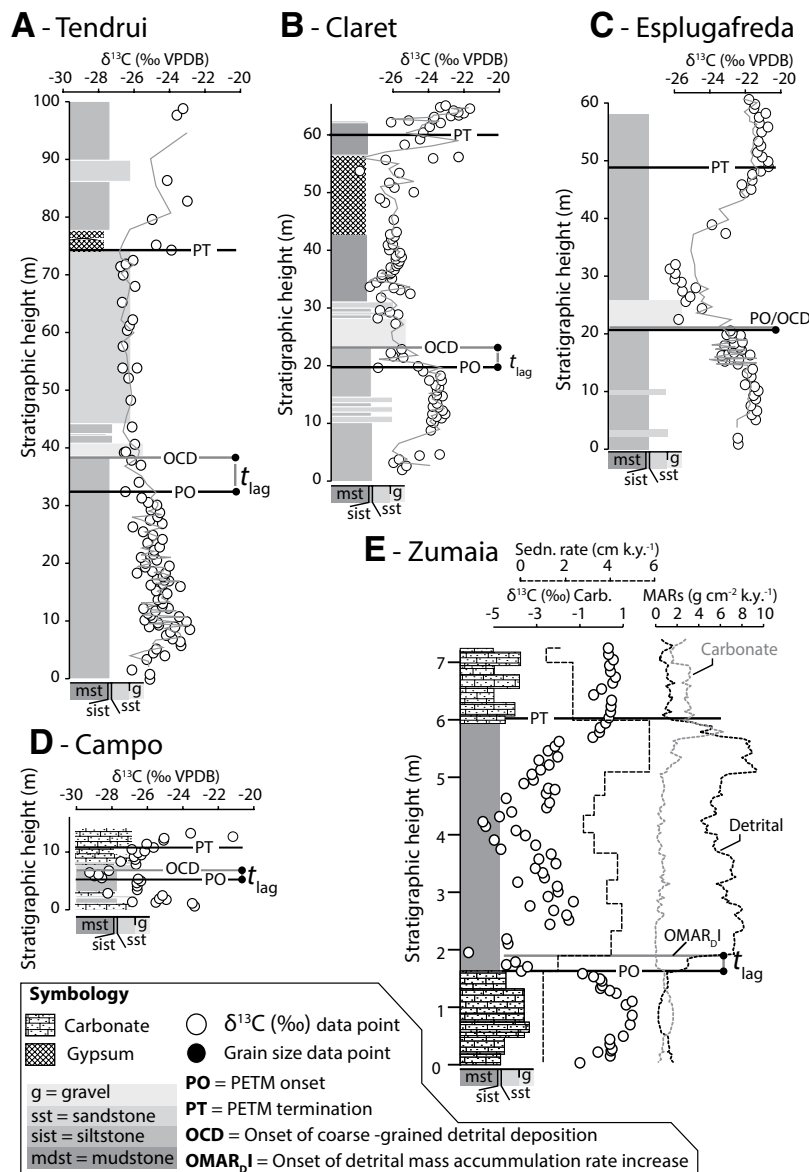 A - Tendrui
δ13C (‰ VPDB)
-30 -28 -26 -24 -22 -20
100
90
80
70
60
50
40
30
20
10
0
Stratigraphic height (m)
PT
OCD
PO
tlag
mst
sist
sst
g
B - Claret
δ13C (‰ VPDB)
-26 -24 -22 -20
60
50
40
30
20
10
0
Stratigraphic height (m)
PT
OCD
PO
tlag
mst
sist
sst
g
C - Esplugafreda
δ13C (‰ VPDB)
-26 -24 -22 -20
60
50
40
30
20
10
0
Stratigraphic height (m)
PT
PO/OCD
mst
sist
sst
g
D - Campo
δ13C (‰ VPDB)
-30 -28 -26 -24 -22 -20
10
0
Stratigraphic height (m)
PT
OCD
PO
tlag
mst
sist
sst
g
E - Zumaia
Sedn. rate (cm k.y.-1)
0 2 4 6
δ13C (‰) Carb.
-5 -3 -1 1
MARs (g cm-2 k.y.-1)
0 2 4 6 8 10
7
6
5
4
3
2
1
0
Stratigraphic height (m)
Carbonate
PT
Detrital
OMARDI
PO
tlag
mst
sist
sst
g
Symbology
Carbonate
Gypsum
δ13C (‰) data point
Grain size data point
g = gravel
sst = sandstone
sist = siltstone
mdst = mudstone
PO = PETM onset
PT = PETM termination
OCD = Onset of coarse -grained detrital deposition
OMARDI = Onset of detrital mass accummulation rate increase